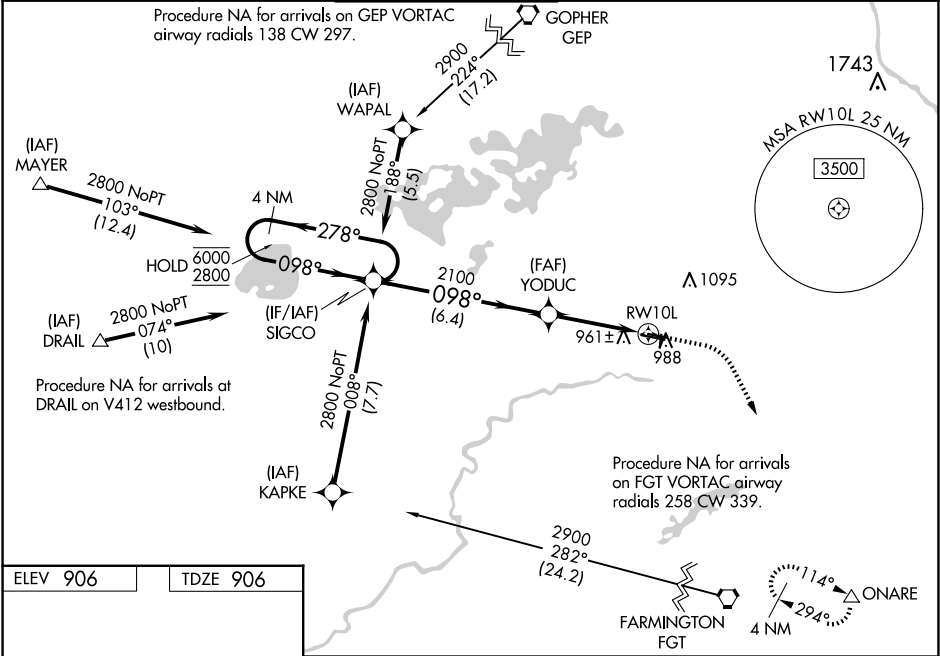 Procedure NA for arrivals on GEP VORTAC
airway radials 138 CW 297.
GOPHER
GEP
2900
224°
(17.2)
1743
(IAF)
WAPAL
MSA RW10L 25 NM
3500
(IAF)
MAYER
2800 NoPT
103°
(12.4)
4 NM
2800 NoPT
188°
(5.5)
278°
HOLD
6000
2800
098°
(IF/IAF)
SIGCO
2100
098°
(6.4)
(FAF)
YODUC
1095
RW10L
961±
988
(IAF)
DRAIL
2800 NoPT
074°
(10)
Procedure NA for arrivals at
DRAIL on V412 westbound.
2800 NoPT
008°
(7.7)
(IAF)
KAPKE
Procedure NA for arrivals
on FGT VORTAC airway
radials 258 CW 339.
2900
282°
(24.2)
FARMINGTON
FGT
114°
294°
4 NM
ONARE
ELEV 906
TDZE 906